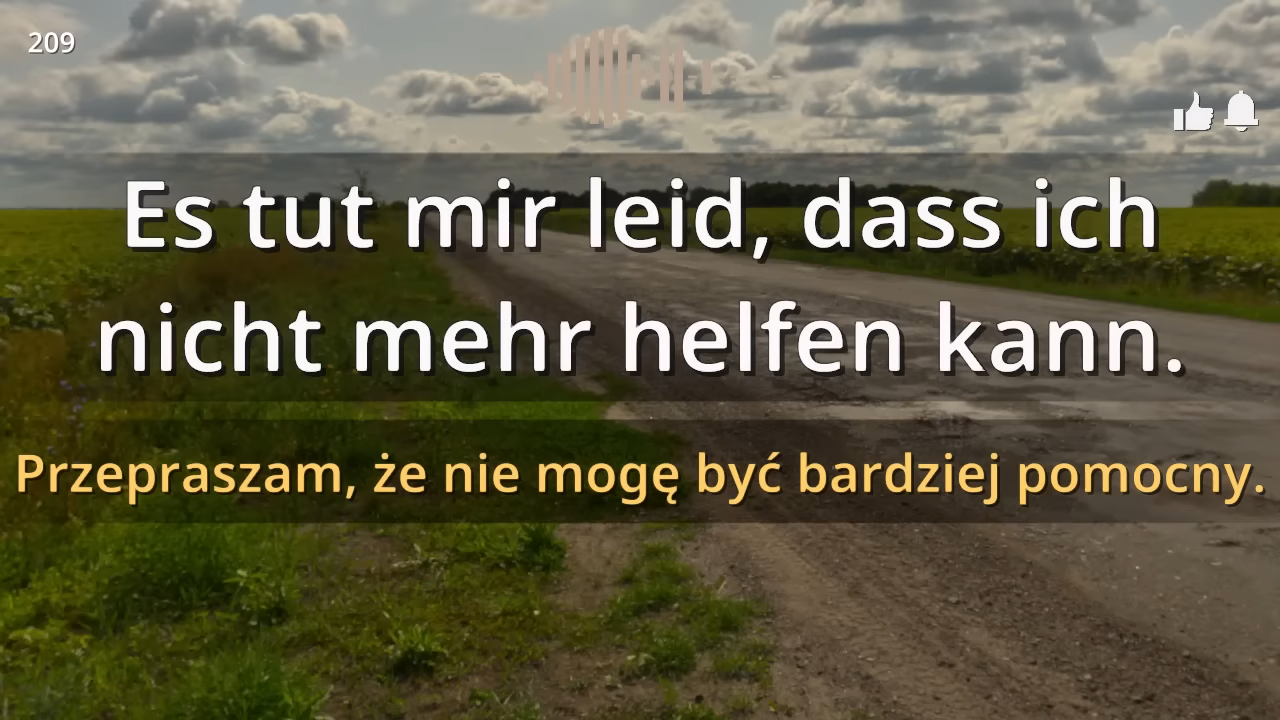 209
Es tut mir leid, dass ich
nicht mehr helfen kann.
Przepraszam, że nie mogę być bardziej pomocny.